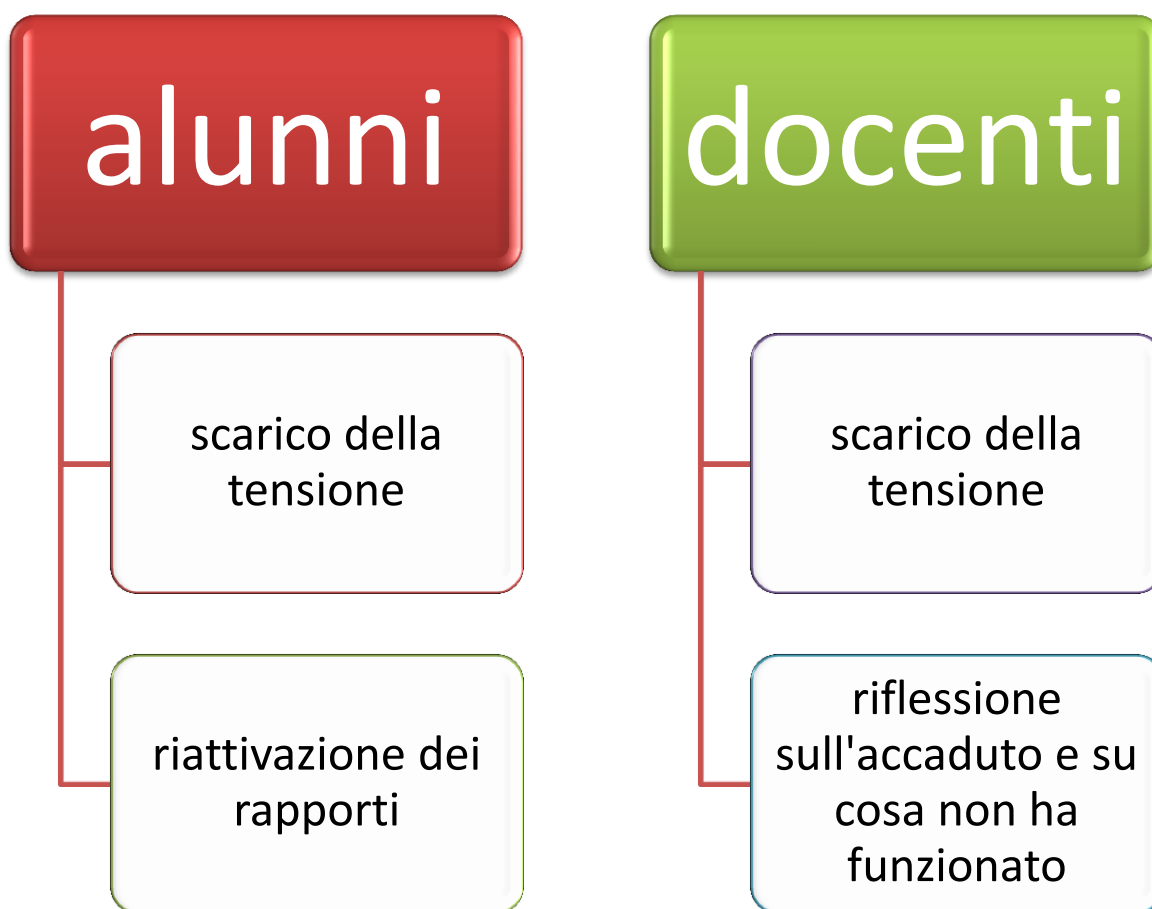 alunni
scarico della
tensione
riattivazione dei
rapporti
docenti
scarico della
tensione
riflessione
sull'accaduto e su
cosa non ha
funzionato